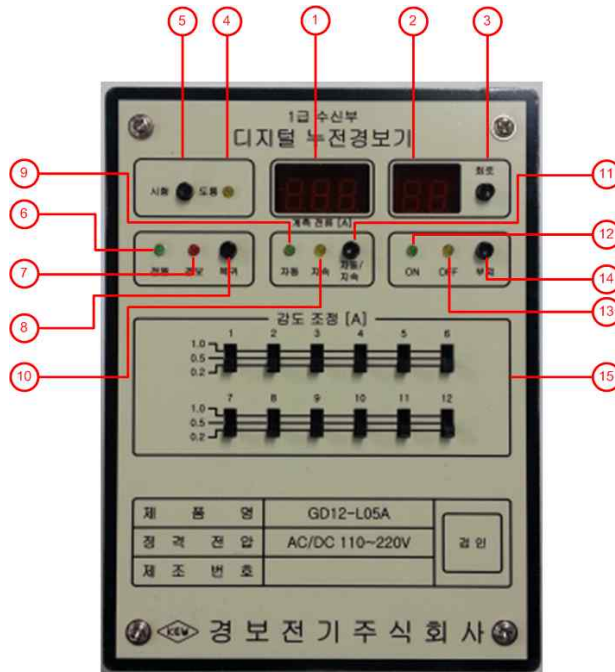 5 4 1 2 3
1급 수신부
디지털 누전경보기
9 시험 도통 회로 11
계측 전류 [A]
6 12
전원 경보 복귀 자동 지속 자동/지속 ON OFF 부저
7 14
8 13
10 15
감도 조정 [A]
1 2 3 4 5 6
1.0
0.5
0.2
7 8 9 10 11 12
1.0
0.5
0.2
제 품 명 GD12-L05A
정 격 전 압 AC/DC 110~220V 검 인
제 조 번 호
KEW 경보전기주식회사